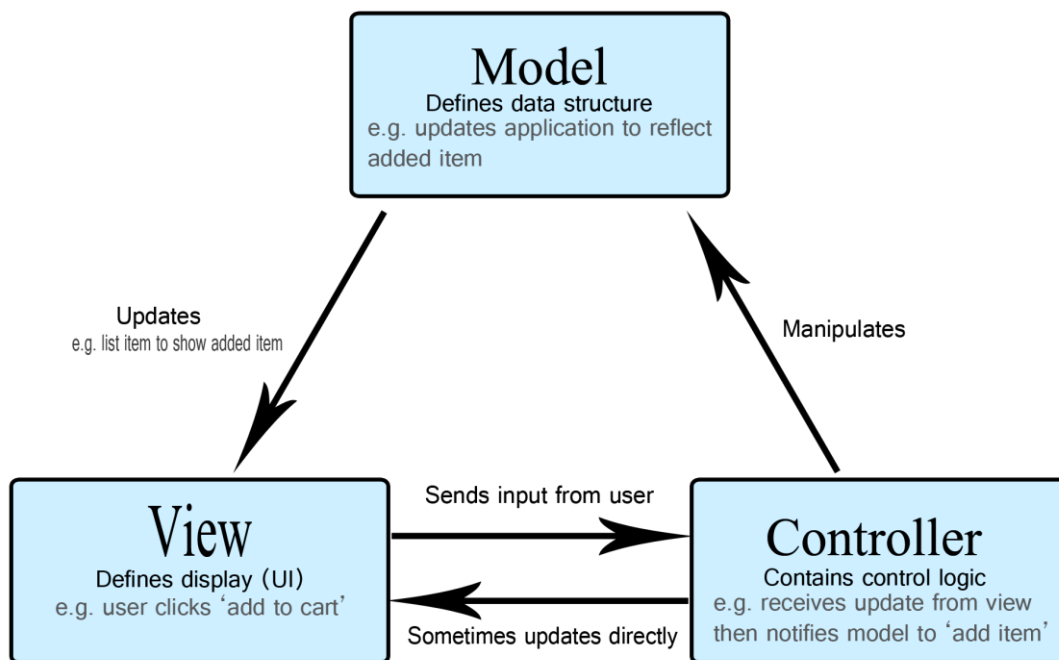 Model
Defines data structure
e.g. updates application to reflect
added item
Updates
e.g. list item to show added item
Manipulates
View
Defines display (UI)
e.g. user clicks ‘add to cart’
Sends input from user
Sometimes updates directly
Controller
Contains control logic
e.g. receives update from view
then notifies model to ‘add item’